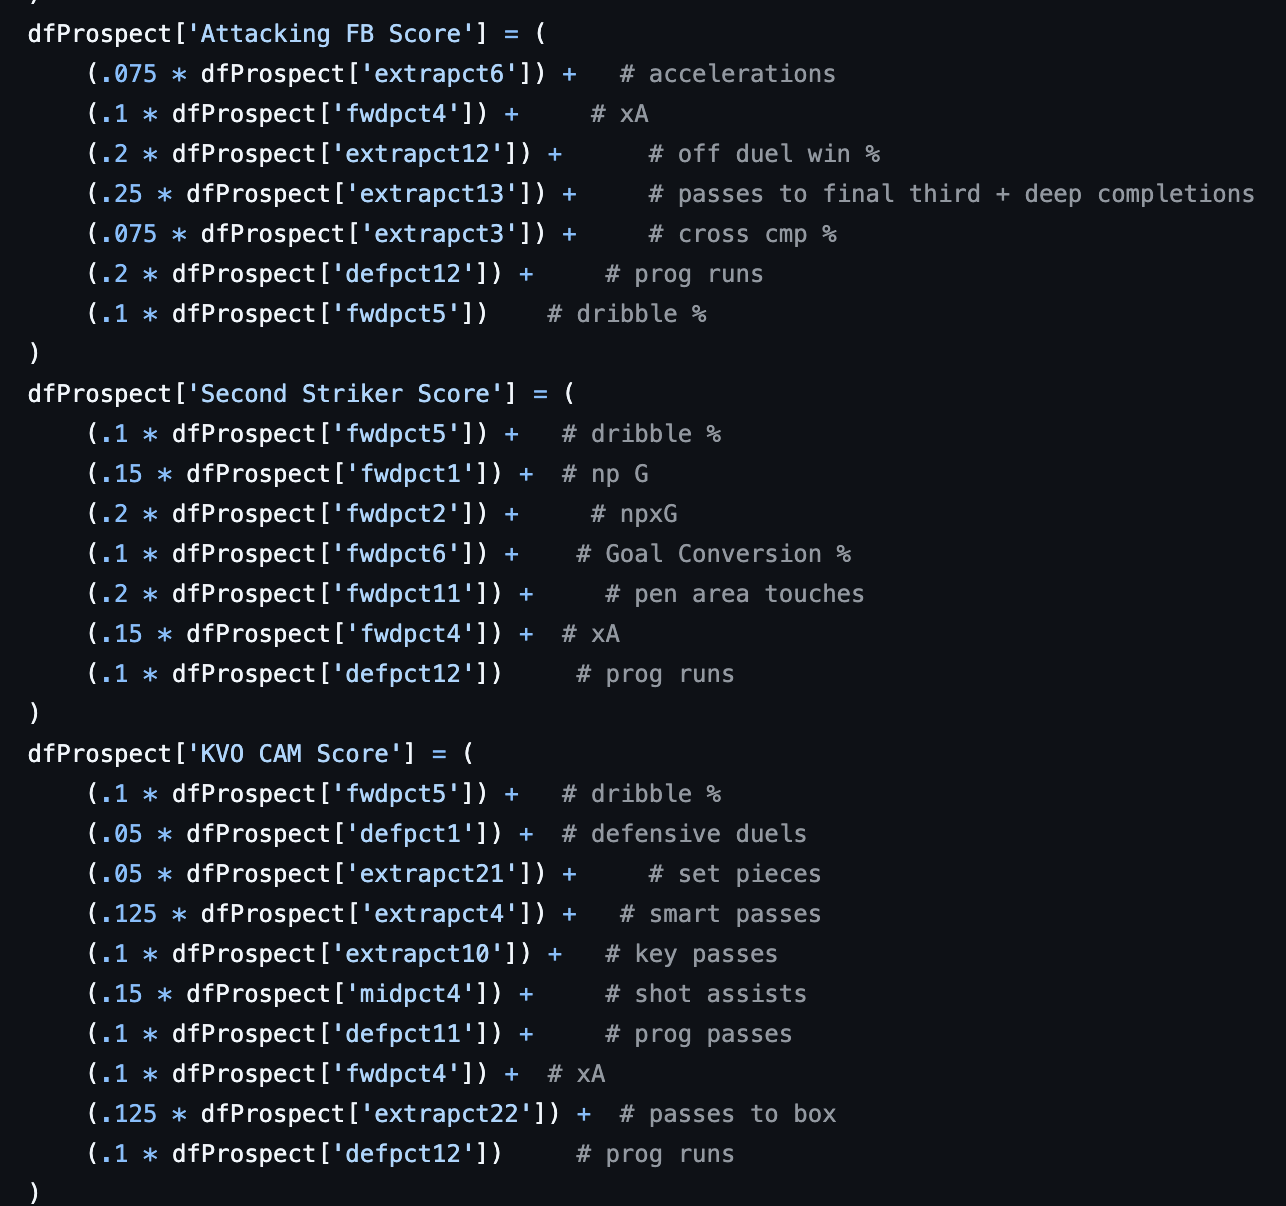 dfProspect['Attacking FB Score'] = (
    (.075 * dfProspect['extrapct6']) +   # accelerations
    (.1 * dfProspect['fwdpct4']) +     # xA
    (.2 * dfProspect['extrapct12']) +      # off duel win %
    (.25 * dfProspect['extrapct13']) +     # passes to final third + deep completions
    (.075 * dfProspect['extrapct3']) +     # cross cmp %
    (.2 * dfProspect['defpct12']) +     # prog runs
    (.1 * dfProspect['fwdpct5'])    # dribble %
)
dfProspect['Second Striker Score'] = (
    (.1 * dfProspect['fwdpct5']) +   # dribble %
    (.15 * dfProspect['fwdpct1']) +  # np G
    (.2 * dfProspect['fwdpct2']) +     # npxG
    (.1 * dfProspect['fwdpct6']) +    # Goal Conversion %
    (.2 * dfProspect['fwdpct11']) +     # pen area touches
    (.15 * dfProspect['fwdpct4']) +  # xA
    (.1 * dfProspect['defpct12'])     # prog runs
)
dfProspect['KVO CAM Score'] = (
    (.1 * dfProspect['fwdpct5']) +   # dribble %
    (.05 * dfProspect['defpct1']) +  # defensive duels
    (.05 * dfProspect['extrapct21']) +     # set pieces
    (.125 * dfProspect['extrapct4']) +   # smart passes
    (.1 * dfProspect['extrapct10']) +   # key passes
    (.15 * dfProspect['midpct4']) +     # shot assists
    (.1 * dfProspect['defpct11']) +     # prog passes
    (.1 * dfProspect['fwdpct4']) +  # xA
    (.125 * dfProspect['extrapct22']) +  # passes to box
    (.1 * dfProspect['defpct12'])     # prog runs
)